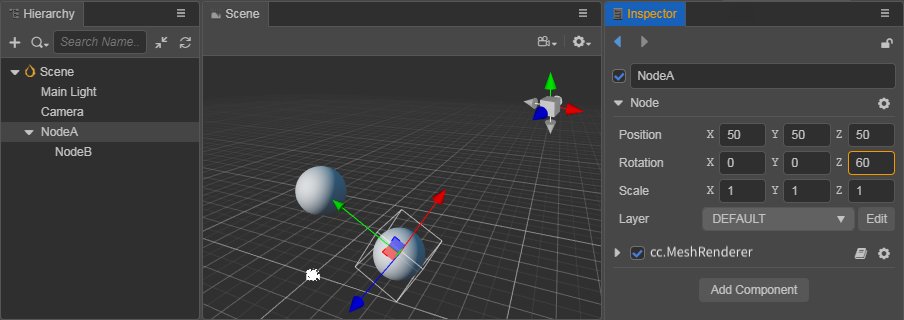 Hierarchy
Search Name..
Scene
Main Light
Camera
NodeA
NodeB
Scene
Inspector
NodeA
Node
Position X 50 Y 50 Z 50
Rotation X 0 Y 0 Z 60
Scale X 1 Y 1 Z 1
Layer DEFAULT Edit
cc.MeshRenderer
Add Component